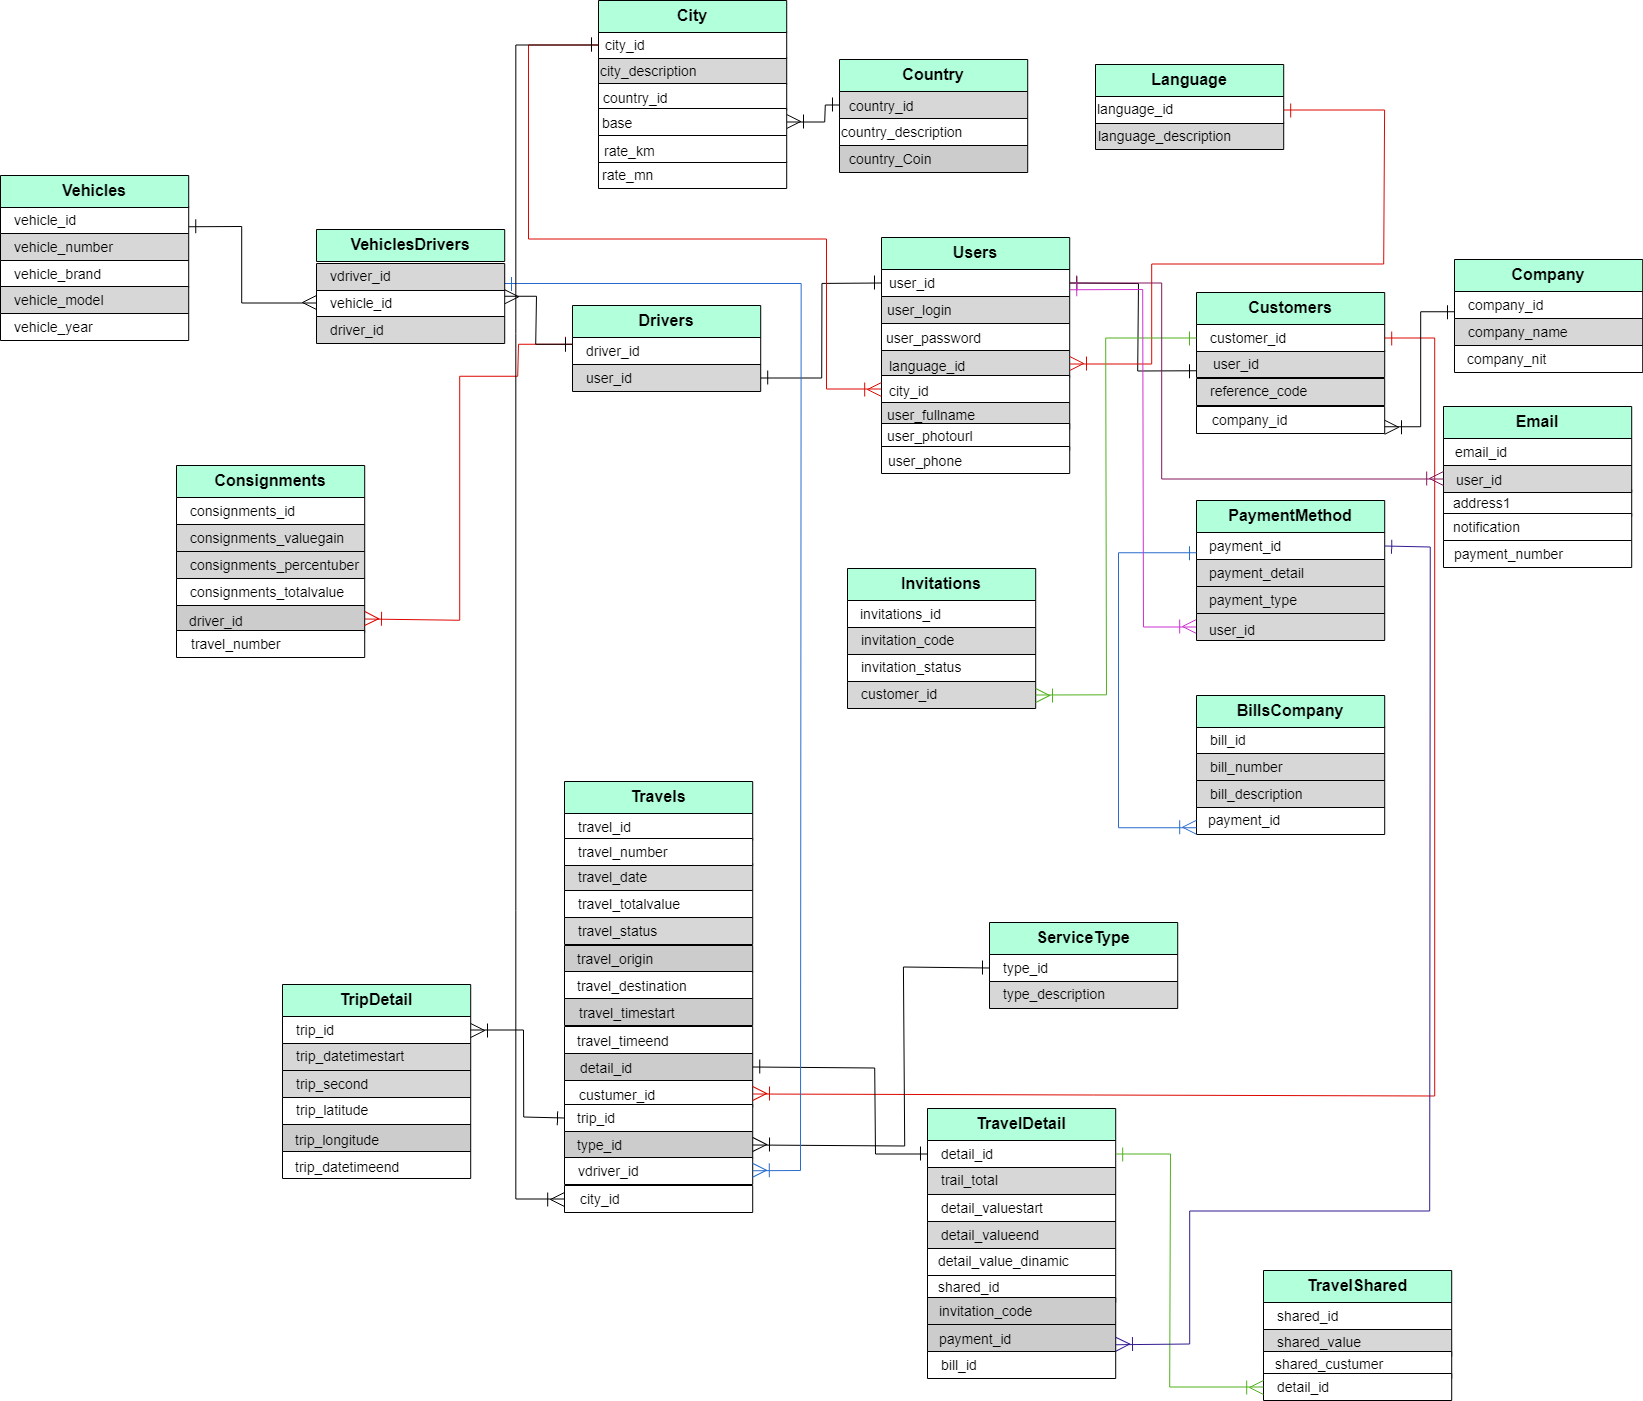 City
city_id
city_description
country_id
base
rate_km
rate_mn
Country
country_id
country_description
country_Coin
Language
language_id
language_description
Vehicles
vehicle_id
vehicle_number
vehicle_brand
vehicle_model
vehicle_year
VehiclesDrivers
vdriver_id
vehicle_id
driver_id
Drivers
driver_id
user_id
Users
user_id
user_login
user_password
language_id
city_id
user_fullname
user_photourl
user_phone
Customers
customer_id
user_id
reference_code
company_id
Company
company_id
company_name
company_nit
Email
email_id
user_id
address1
notification
payment_number
Consignments
consignments_id
consignments_valuegain
consignments_percentuber
consignments_totalvalue
driver_id
travel_number
PaymentMethod
payment_id
payment_detail
payment_type
user_id
Invitations
invitations_id
invitation_code
invitation_status
customer_id
BillsCompany
bill_id
bill_number
bill_description
payment_id
Travels
travel_id
travel_number
travel_date
travel_totalvalue
travel_status
travel_origin
travel_destination
travel_timestart
travel_timeend
detail_id
custumer_id
trip_id
type_id
vdriver_id
city_id
ServiceType
type_id
type_description
TripDetail
trip_id
trip_datetimestart
trip_second
trip_latitude
trip_longitude
trip_datetimeend
TravelDetail
detail_id
trail_total
detail_valuestart
detail_valueend
detail_value_dinamic
shared_id
invitation_code
payment_id
bill_id
TravelShared
shared_id
shared_value
shared_custumer
detail_id